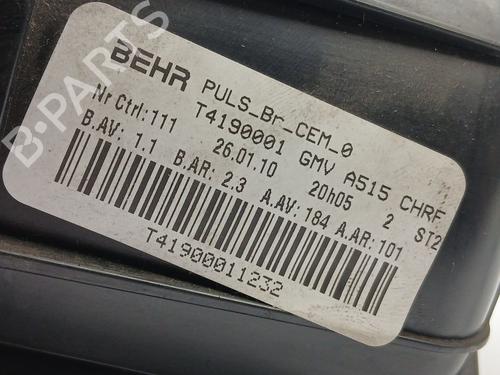 BEHR PULS_Br_CEM_0
T4190001 GMV A515 CHRF
Nr Ctrl:111 26.01.10 20h05 2 ST2
B.AV: 1.1 B.AR: 2.3 A.AV:184 A.AR:101
T41900011232
B-PARTS